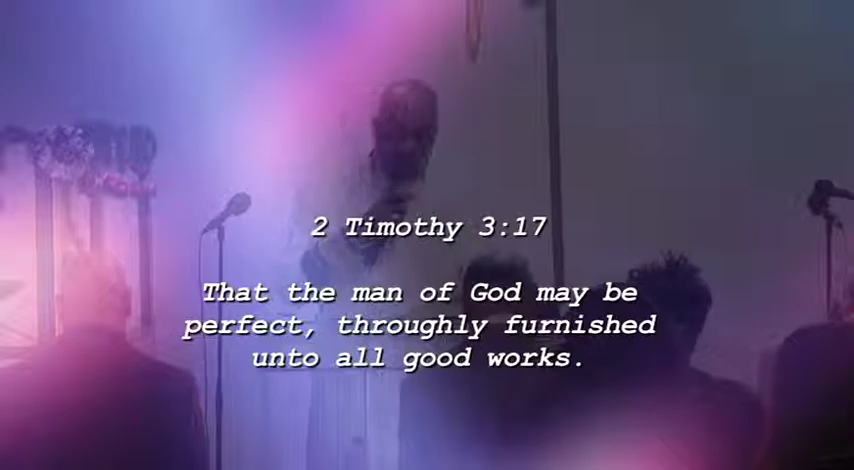 2 Timothy 3:17
That the man of God may be
perfect, throughly furnished
unto all good works.